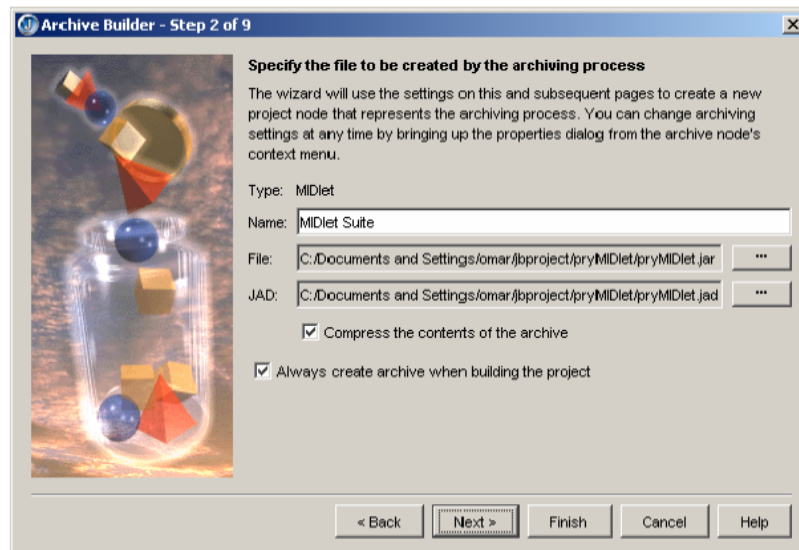 Archive Builder - Step 2 of 9
Specify the file to be created by the archiving process
The wizard will use the settings on this and subsequent pages to create a new
project node that represents the archiving process. You can change archiving
settings at any time by bringing up the properties dialog from the archive node's
context menu.
Type: MIDlet
Name: MIDlet Suite
File: C:/Documents and Settings/omar/jbproject/pryMIDlet/pryMIDlet.jar ...
JAD: C:/Documents and Settings/omar/jbproject/pryMIDlet/pryMIDlet.jad ...
Compress the contents of the archive
Always create archive when building the project
< Back Next > Finish Cancel Help